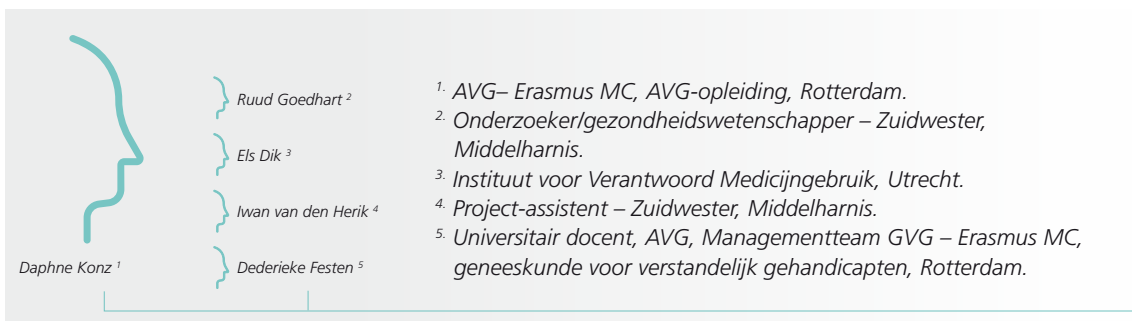 Ruud Goedhart 2
Els Dik 3
Iwan van den Herik 4
Daphne Konz 1
Dederieke Festen 5
1. AVG– Erasmus MC, AVG-opleiding, Rotterdam.
2. Onderzoeker/gezondheidswetenschapper – Zuidwester,
Middelharnis.
3. Instituut voor Verantwoord Medicijngebruik, Utrecht.
4. Project-assistent – Zuidwester, Middelharnis.
5. Universitair docent, AVG, Managementteam GVG – Erasmus MC,
geneeskunde voor verstandelijk gehandicapten, Rotterdam.